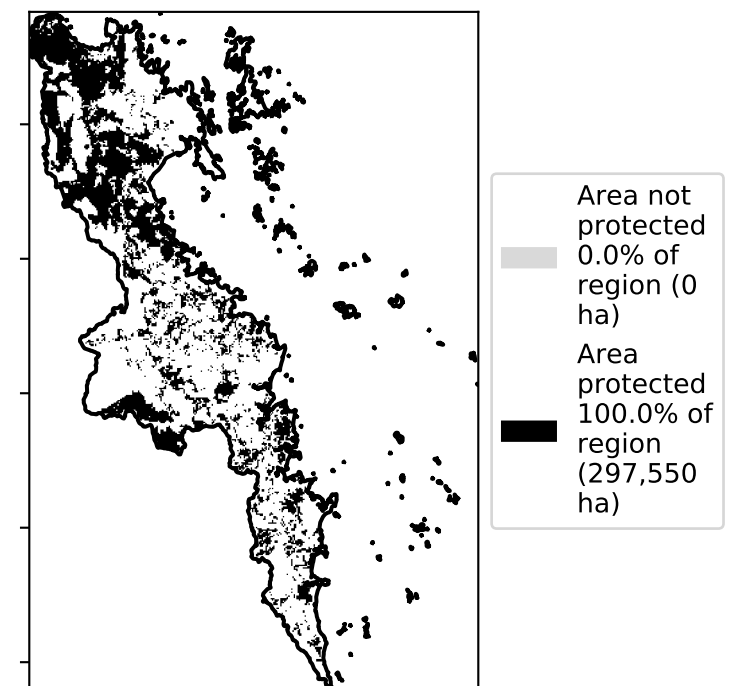 Area not
protected
0.0% of
region (0
ha)
Area
protected
100.0% of
region
(297,550
ha)